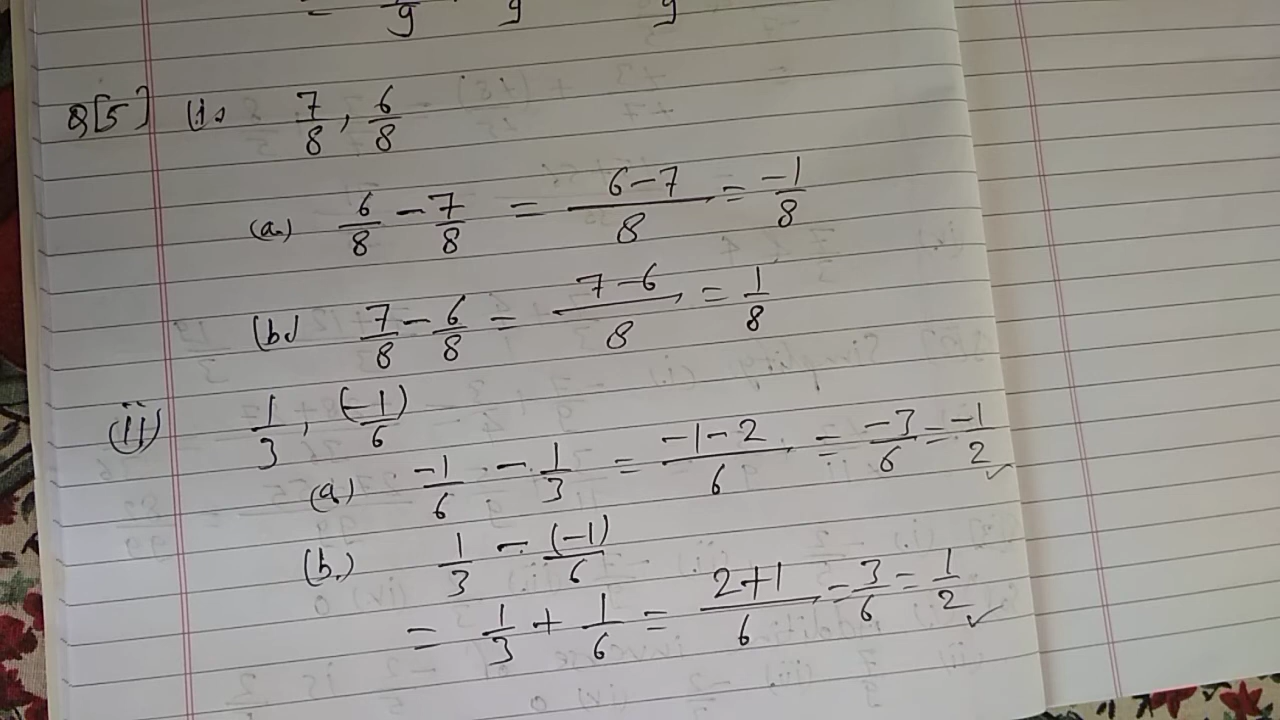 Q[5] (i) 7/8, 6/8
(a) 6/8 - 7/8 = (6-7)/8 = -1/8
(b) 7/8 - 6/8 = (7-6)/8 = 1/8
(ii) 1/3, (-1)/6
(a) -1/6 - 1/3 = (-1-2)/6 = -3/6 = -1/2 ✓
(b.) 1/3 - (-1)/6
= 1/3 + 1/6 = (2+1)/6 = 3/6 = 1/2 ✓